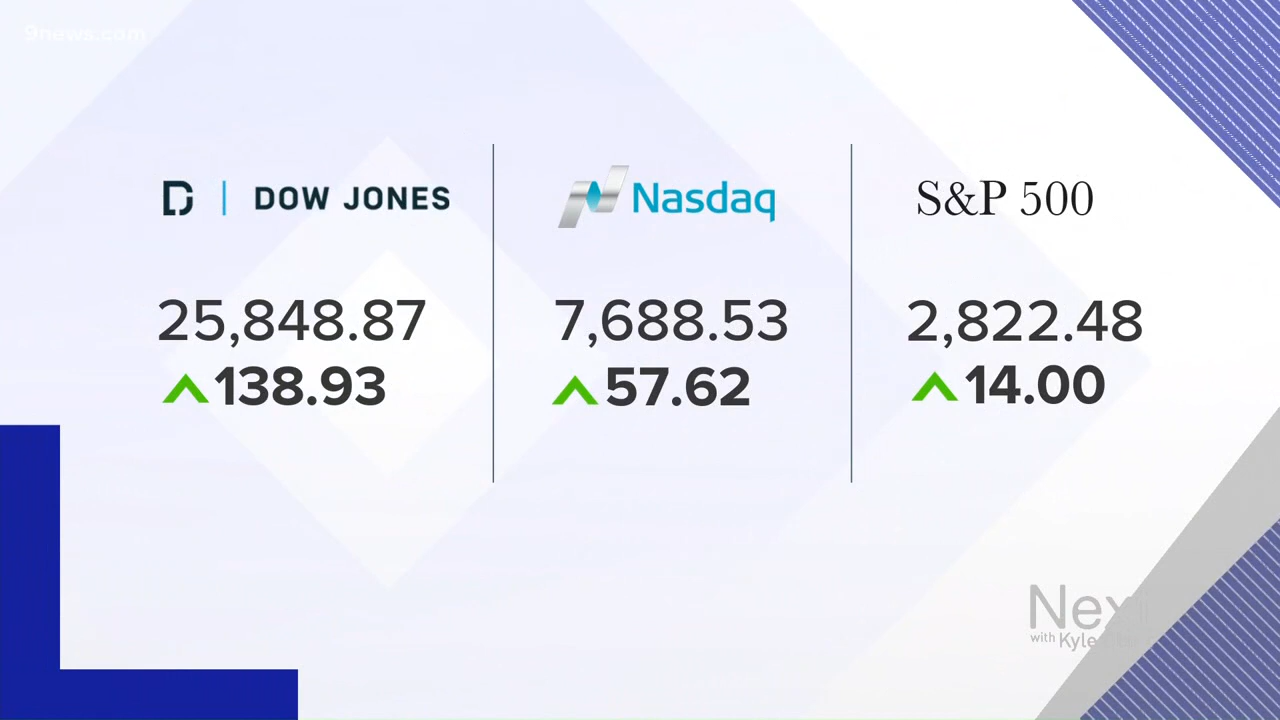 9news.com
DOW JONES
Nasdaq
S&P 500
25,848.87
7,688.53
2,822.48
138.93
57.62
14.00
Next
with Kyle